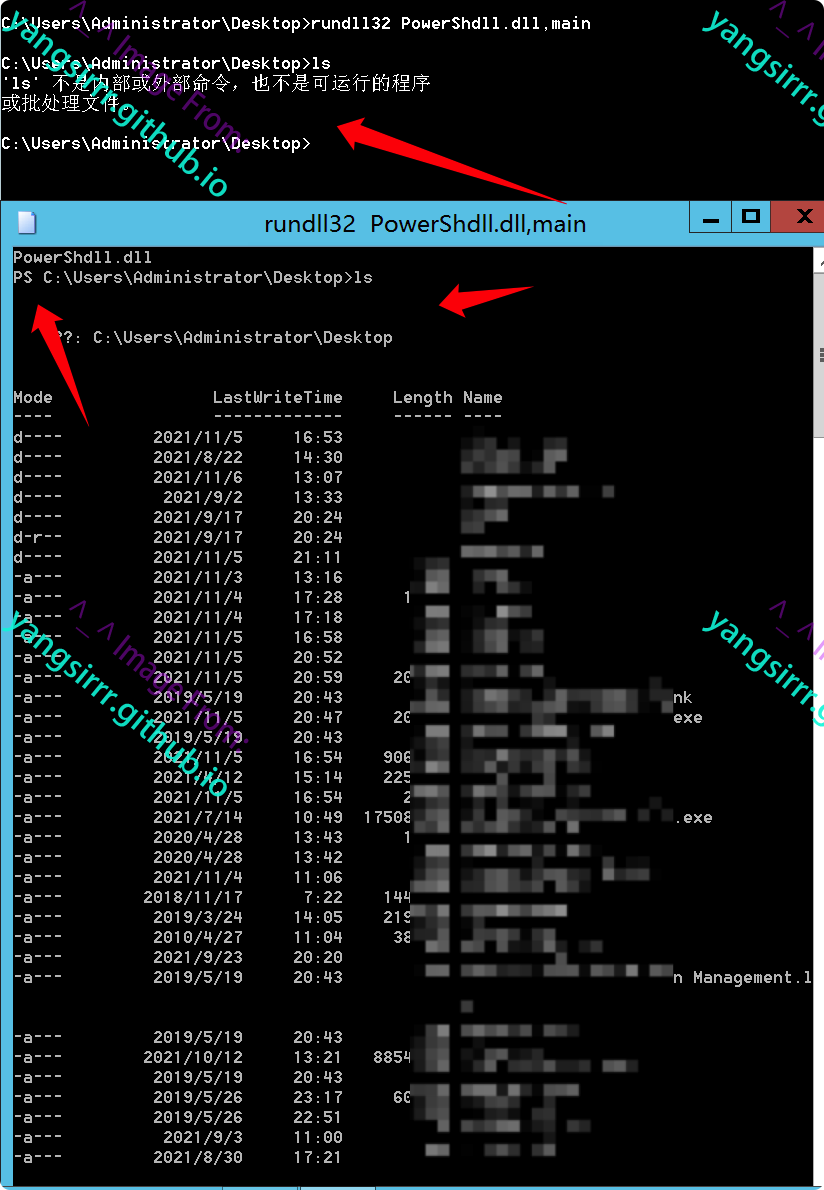 C:\Users\Administrator\Desktop>rundll32 PowerShdll.dll,main
C:\Users\Administrator\Desktop>ls
'ls' 不是内部或外部命令，也不是可运行的程序
或批处理文件。
C:\Users\Administrator\Desktop>
^_^ Image From:
yangsirrr.github.io
yangsirrr.g
rundll32 PowerShdll.dll,main
PowerShdll.dll
PS C:\Users\Administrator\Desktop>ls
??: C:\Users\Administrator\Desktop
Mode LastWriteTime Length Name
---- ------------- ------ ----
d---- 2021/11/5 16:53
d---- 2021/8/22 14:30
d---- 2021/11/6 13:07
d---- 2021/9/2 13:33
d---- 2021/9/17 20:24
d-r-- 2021/9/17 20:24
d---- 2021/11/5 21:11
-a--- 2021/11/3 13:16
-a--- 2021/11/4 17:28 1
-a--- 2021/11/4 17:18
-a--- 2021/11/5 16:58
-a--- 2021/11/5 20:52
-a--- 2021/11/5 20:59 20
-a--- 2019/5/19 20:43 nk
-a--- 2021/11/5 20:47 20 exe
-a--- 2019/5/19 20:43
-a--- 2021/11/5 16:54 900
-a--- 2021/4/12 15:14 225
-a--- 2021/11/5 16:54 2
-a--- 2021/7/14 10:49 17508 .exe
-a--- 2020/4/28 13:43 1
-a--- 2020/4/28 13:42
-a--- 2021/11/4 11:06
-a--- 2018/11/17 7:22 144
-a--- 2019/3/24 14:05 219
-a--- 2010/4/27 11:04 38
-a--- 2021/9/23 20:20
-a--- 2019/5/19 20:43 n Management.l
-a--- 2019/5/19 20:43
-a--- 2021/10/12 13:21 8854
-a--- 2019/5/19 20:43
-a--- 2019/5/26 23:17 60
-a--- 2019/5/26 22:51
-a--- 2021/9/3 11:00
-a--- 2021/8/30 17:21
^_^ Image From:
yangsirrr.github.io
^_^ Image
yangsirrr.g